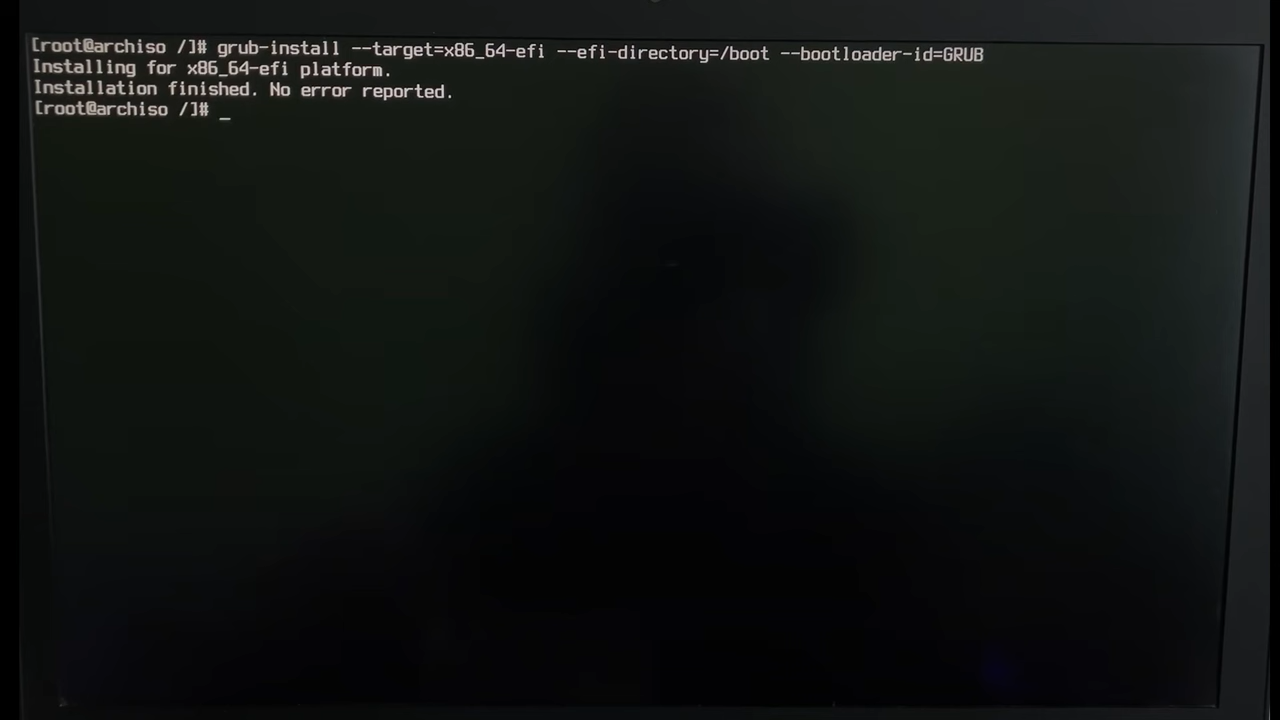 [root@archiso /]# grub-install --target=x86_64-efi --efi-directory=/boot --bootloader-id=GRUB
Installing for x86_64-efi platform.
Installation finished. No error reported.
[root@archiso /]# _